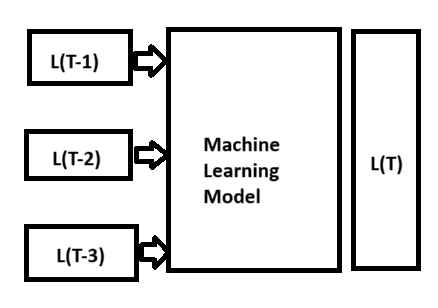 L(T-1)
L(T-2)
L(T-3)
Machine
Learning
Model
L(T)